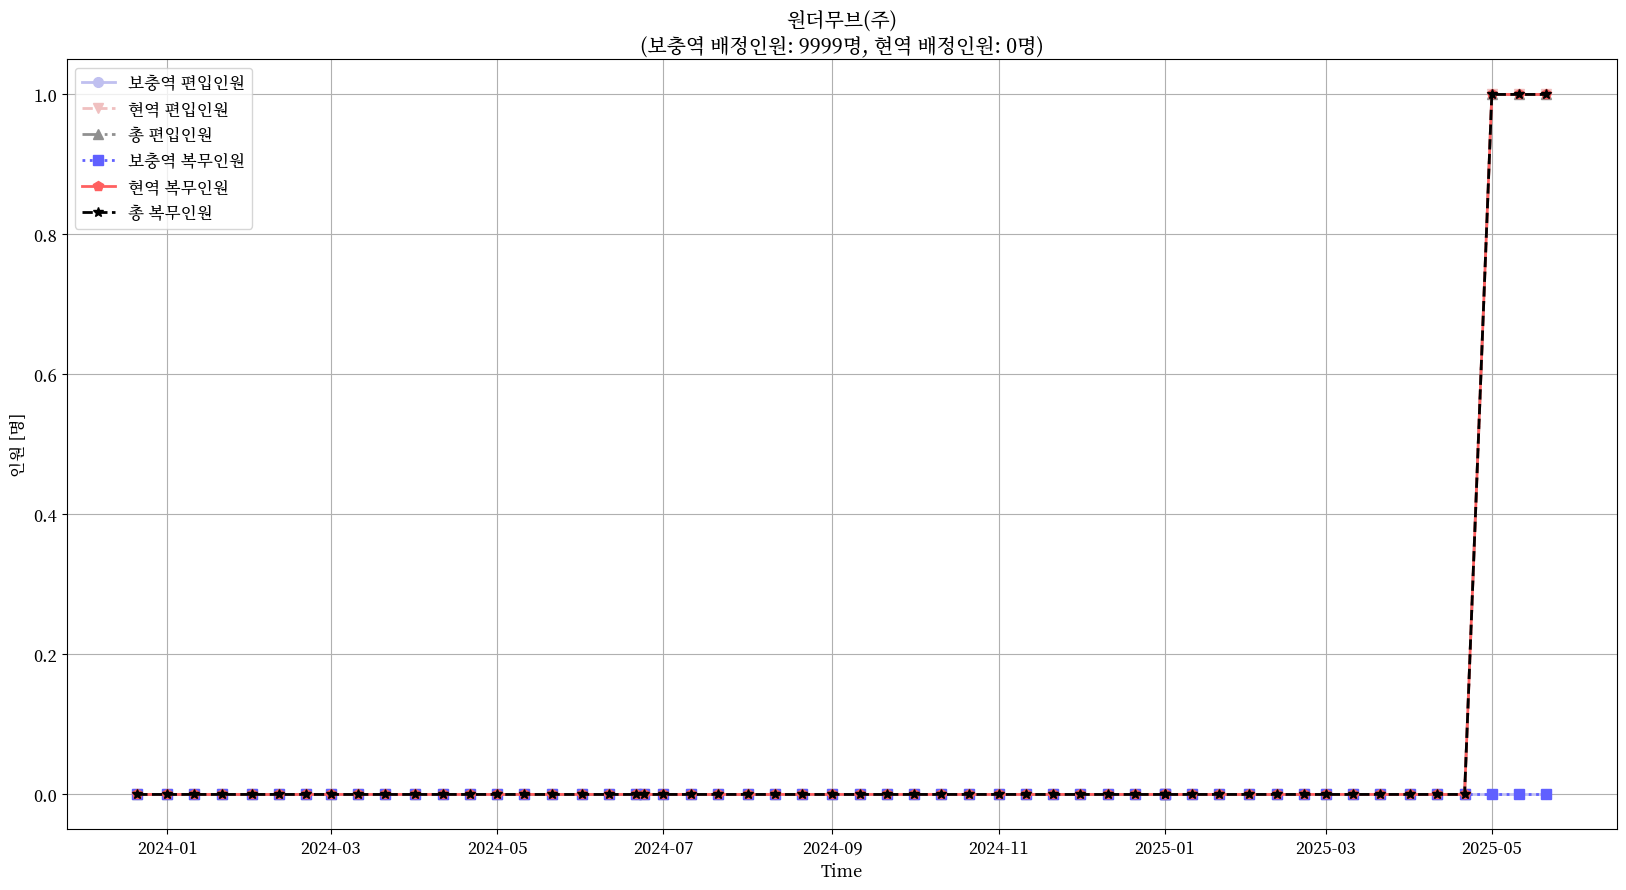 원더무브(주)
(보충역 배정인원: 9999명, 현역 배정인원: 0명)
보충역 편입인원
현역 편입인원
총 편입인원
보충역 복무인원
현역 복무인원
총 복무인원
1.0
0.8
0.6
0.4
0.2
0.0
인원 [명]
2024-01 2024-03 2024-05 2024-07 2024-09 2024-11 2025-01 2025-03 2025-05
Time